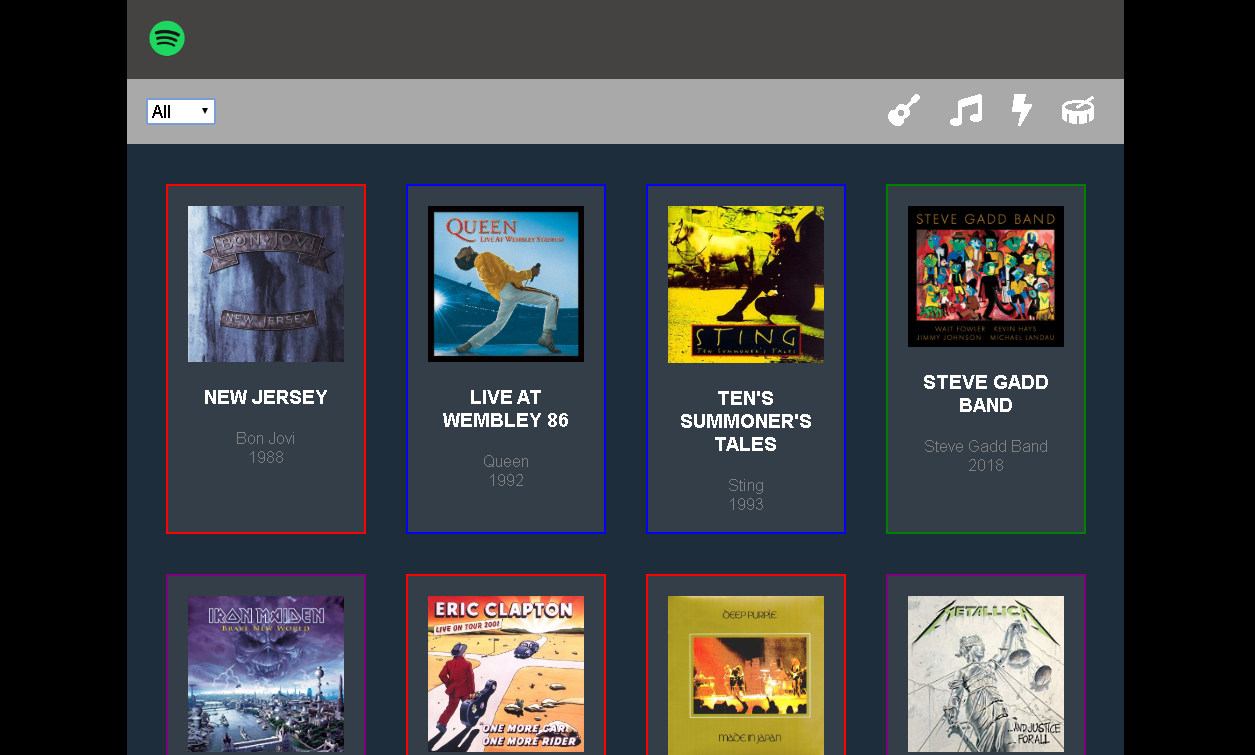 All
BON JOVI
NEW JERSEY
NEW JERSEY
Bon Jovi
1988
QUEEN
LIVE AT WEMBLEY STADIUM
LIVE AT
WEMBLEY 86
Queen
1992
STING
TEN SUMMONER'S TALES
TEN'S
SUMMONER'S
TALES
Sting
1993
STEVE GADD BAND
WALT FOWLER KEVIN HAYS
JIMMY JOHNSON MICHAEL LANDAU
STEVE GADD
BAND
Steve Gadd Band
2018
IRON MAIDEN
BRAVE NEW WORLD
ERIC CLAPTON
LIVE ON TOUR 2001
ONE MORE CAR
ONE MORE RIDER
DEEP PURPLE
MADE IN JAPAN
METALLICA
...AND JUSTICE
FOR ALL